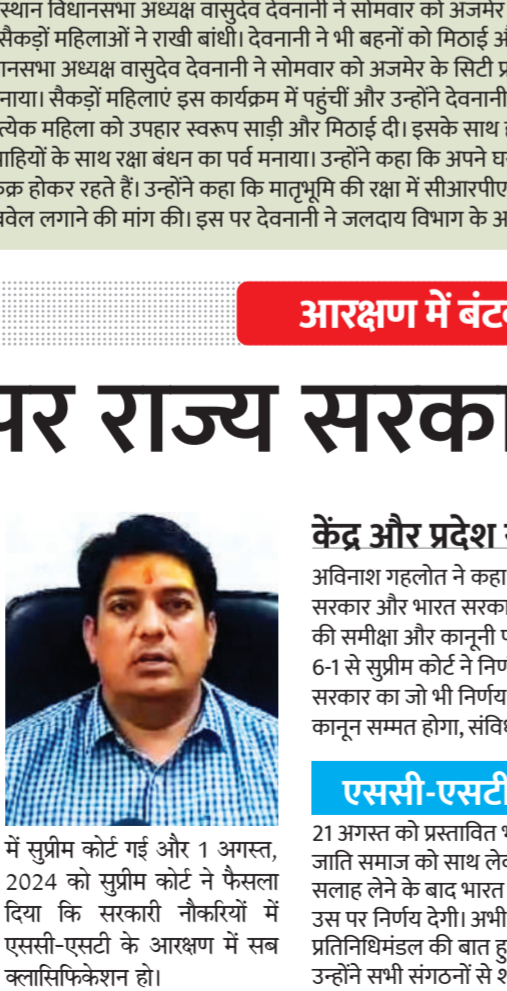 विधानसभा अध्यक्ष वासुदेव देवनानी ने सोमवार को अजमेर
सैकड़ों महिलाओं ने राखी बांधी। देवनानी ने भी बहनों को मिठाई
अध्यक्ष वासुदेव देवनानी ने सोमवार को अजमेर के सिटी
सैकड़ों महिलाएं इस कार्यक्रम में पहुंचीं और उन्होंने देवनानी
महिला को उपहार स्वरूप साड़ी और मिठाई दी। इसके साथ
के साथ रक्षा बंधन का पर्व मनाया। उन्होंने कहा कि अपने
होकर रहते हैं। उन्होंने कहा कि मातृभूमि की रक्षा में सीआरपीए
लगाने की मांग की। इस पर देवनानी ने जलदाय विभाग के
आरक्षण में
पर राज्य सरका
केंद्र और प्रदेश
अविनाश गहलोत ने कहा
सरकार और भारत सरका
की समीक्षा और कानूनी
6-1 से सुप्रीम कोर्ट ने
सरकार का जो भी निर्णय
कानून सम्मत होगा,
एससी-एसटी
21 अगस्त को प्रस्तावित
जाति समाज को साथ
सलाह लेने के बाद भारत
उस पर निर्णय देगी। अभी
प्रतिनिधिमंडल की बात
उन्होंने सभी संगठनों से
में सुप्रीम कोर्ट गई और 1 अगस्त,
2024 को सुप्रीम कोर्ट ने फैसला
दिया कि सरकारी नौकरियों में
एससी-एसटी के आरक्षण में सब
क्लासिफिकेशन हो।